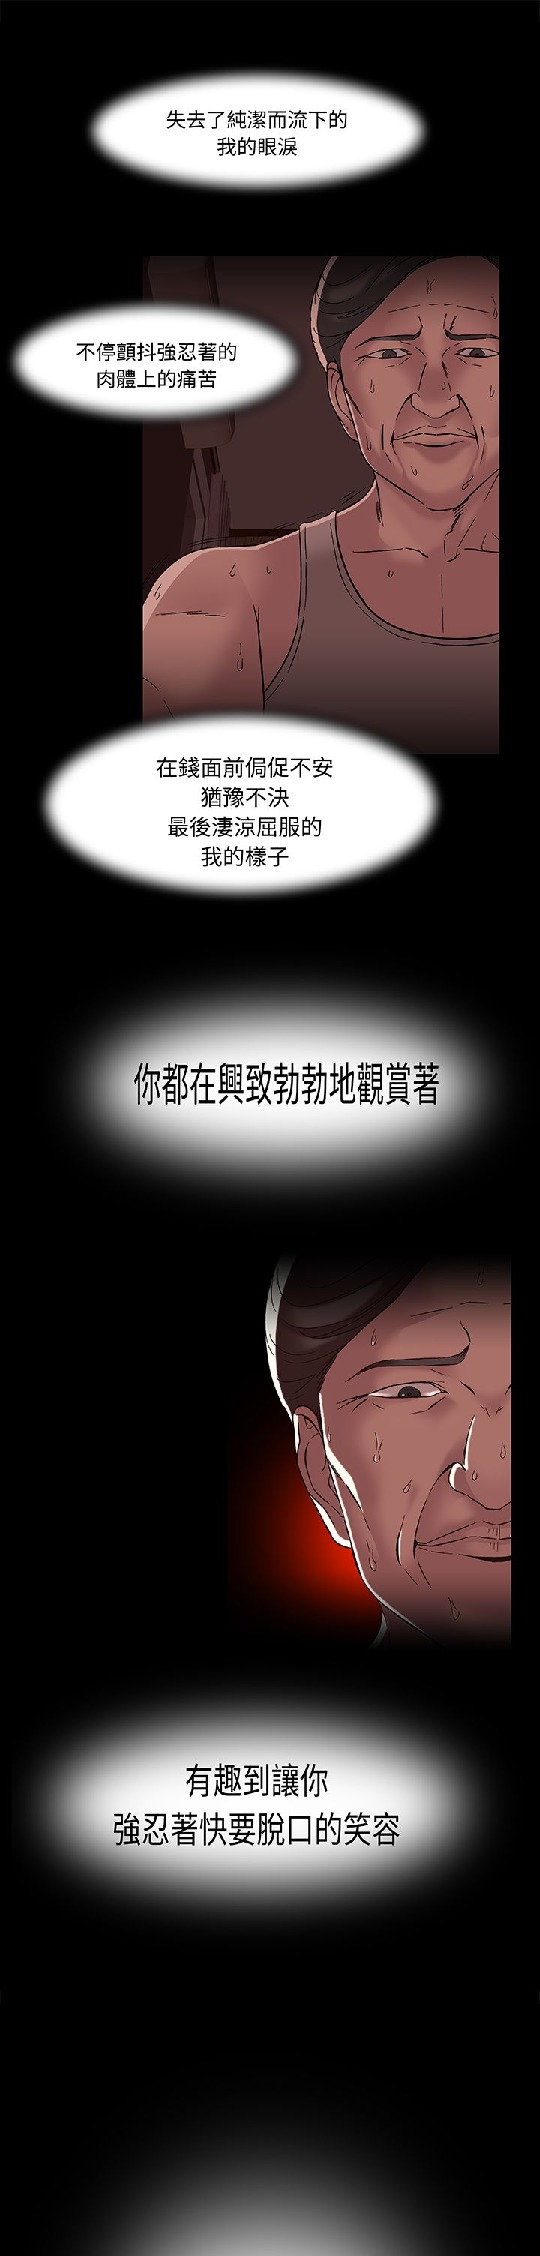 失去了純潔而流下的
我的眼淚
不停顫抖強忍著的
肉體上的痛苦
在錢面前侷促不安
猶豫不決
最後淒涼屈服的
我的樣子
你都在興致勃勃地觀賞著
有趣到讓你
強忍著快要脫口的笑容